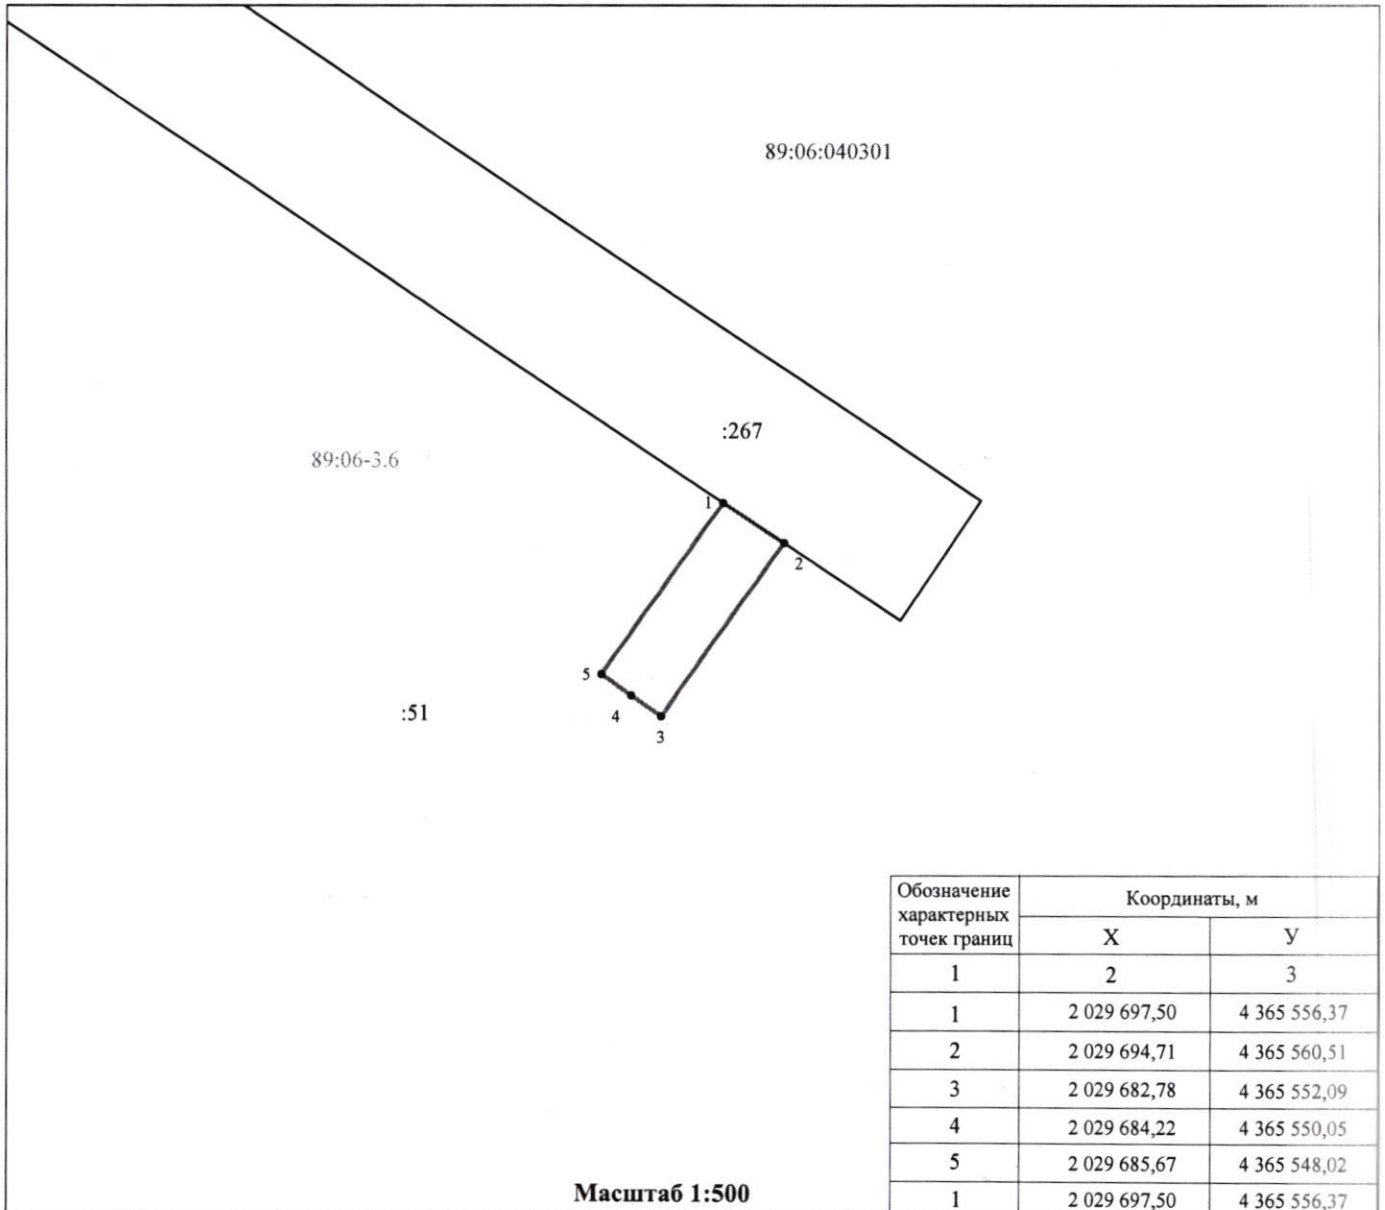 89:06:040301
:267
89:06-3.6
1
2
5
4
3
:51
Обозначение характерных точек границ
Координаты, м
Х
У
1 2 3
1 2 029 697,50 4 365 556,37
2 2 029 694,71 4 365 560,51
3 2 029 682,78 4 365 552,09
4 2 029 684,22 4 365 550,05
5 2 029 685,67 4 365 548,02
1 2 029 697,50 4 365 556,37
Масштаб 1:500